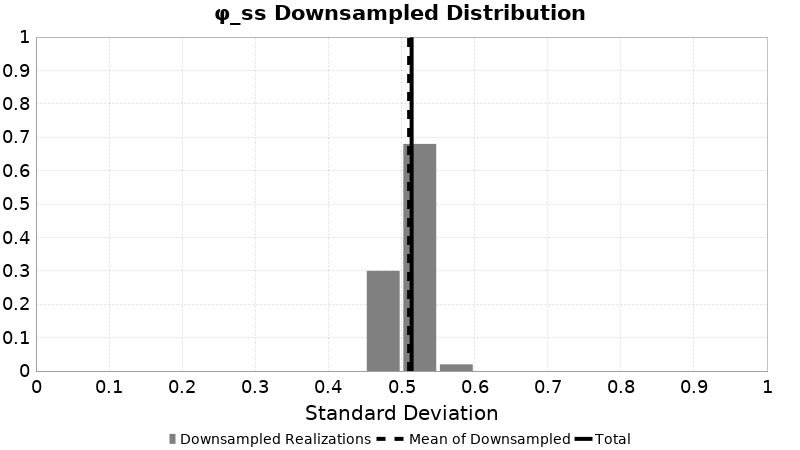 φ_ss Downsampled Distribution
1
0.9
0.8
0.7
0.6
0.5
0.4
0.3
0.2
0.1
0
0 0.1 0.2 0.3 0.4 0.5 0.6 0.7 0.8 0.9 1
Standard Deviation
Downsampled Realizations Mean of Downsampled Total